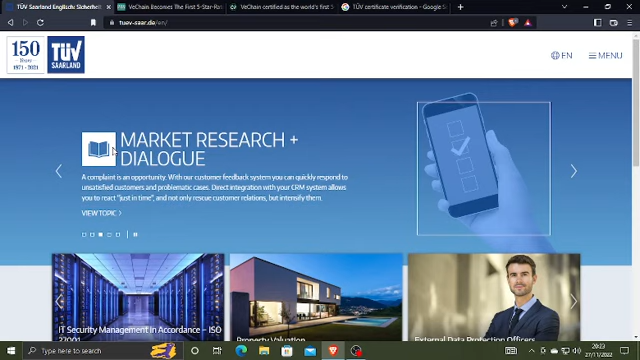 TÜV Saarland Englisch: Sicherheit
VeChain Becomes The First 5-Star-Rat
VeChain certified as the world's first 5
TÜV certificate verification - Google S
tuev-saar.de/en/
150
1871 - 2021
TÜV
SAARLAND
EN
MENU
MARKET RESEARCH +
DIALOGUE
A complaint is an opportunity. With our customer feedback system you can quickly respond to
unsatisfied customers and problematic cases. Direct integration with your CRM system allows
you to react "just in time", and not only rescue customer relations, but intensify them.
VIEW TOPIC
IT Security Management in Accordance – ISO
27001
Property Valuation
External Data Protection Officers
Type here to search
20:23
27/11/2022